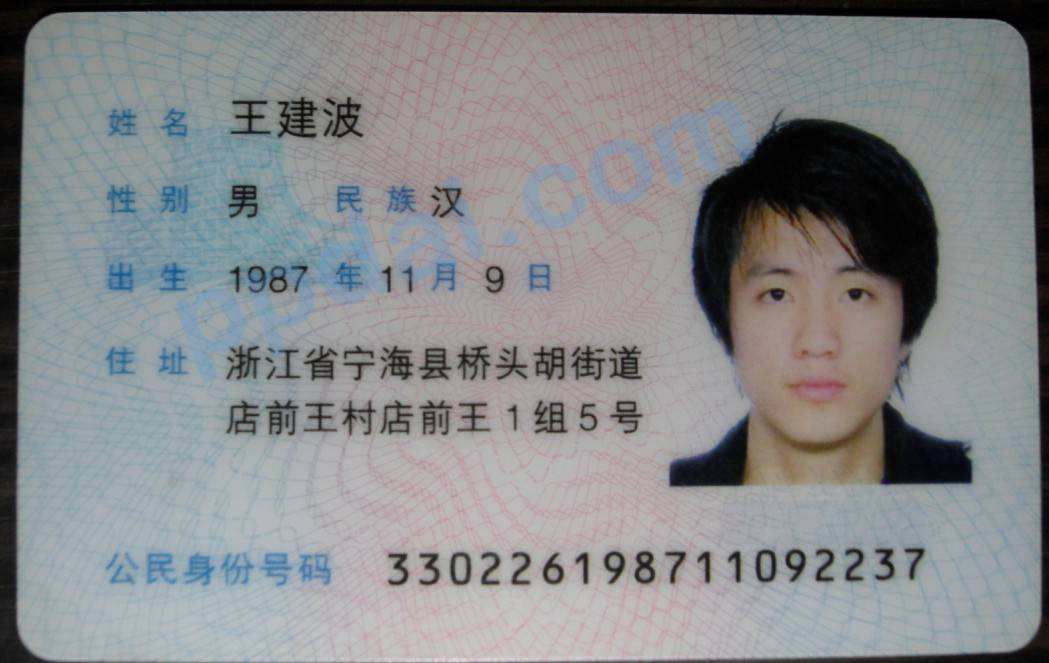 姓名 王建波
性别 男 民族 汉
出生 1987 年 11 月 9 日
住址 浙江省宁海县桥头胡街道
店前王村店前王1组5号
公民身份号码 330226198711092237
ppdai.com